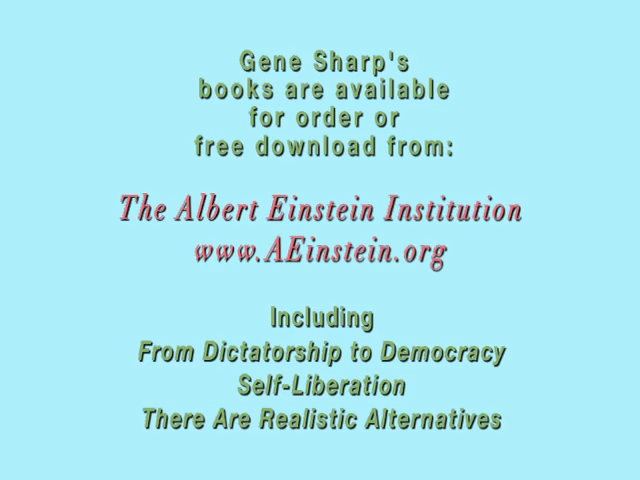 Gene Sharp's
books are available
for order or
free download from:
The Albert Einstein Institution
www.AEinstein.org
Including
From Dictatorship to Democracy
Self-Liberation
There Are Realistic Alternatives